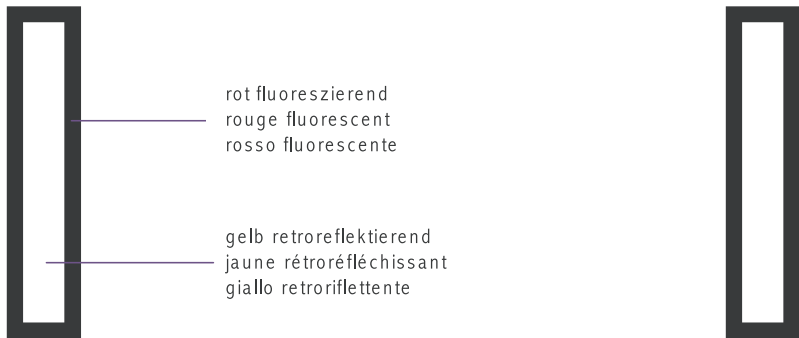 rot fluoreszierend
rouge fluorescent
rosso fluorescente
gelb retroreflektierend
jaune rétroréfléchissant
giallo retroriflettente